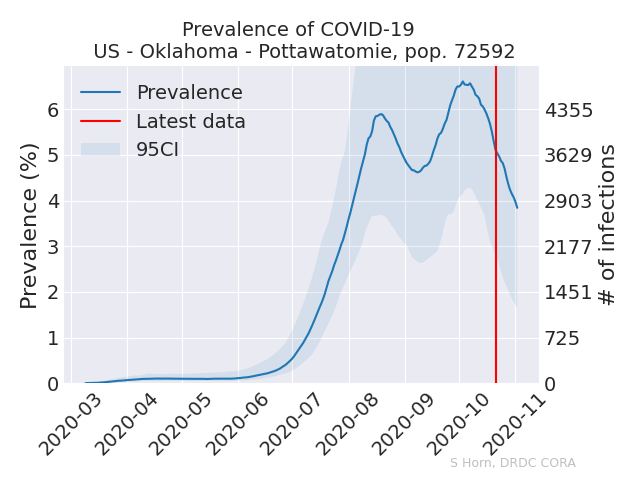 Prevalence of COVID-19
US - Oklahoma - Pottawatomie, pop. 72592
Prevalence
Latest data
95CI
Prevalence (%)
6
5
4
3
2
1
0
4355
3629
2903
2177
1451
725
0
# of infections
2020-03
2020-04
2020-05
2020-06
2020-07
2020-08
2020-09
2020-10
2020-11
S Horn, DRDC CORA